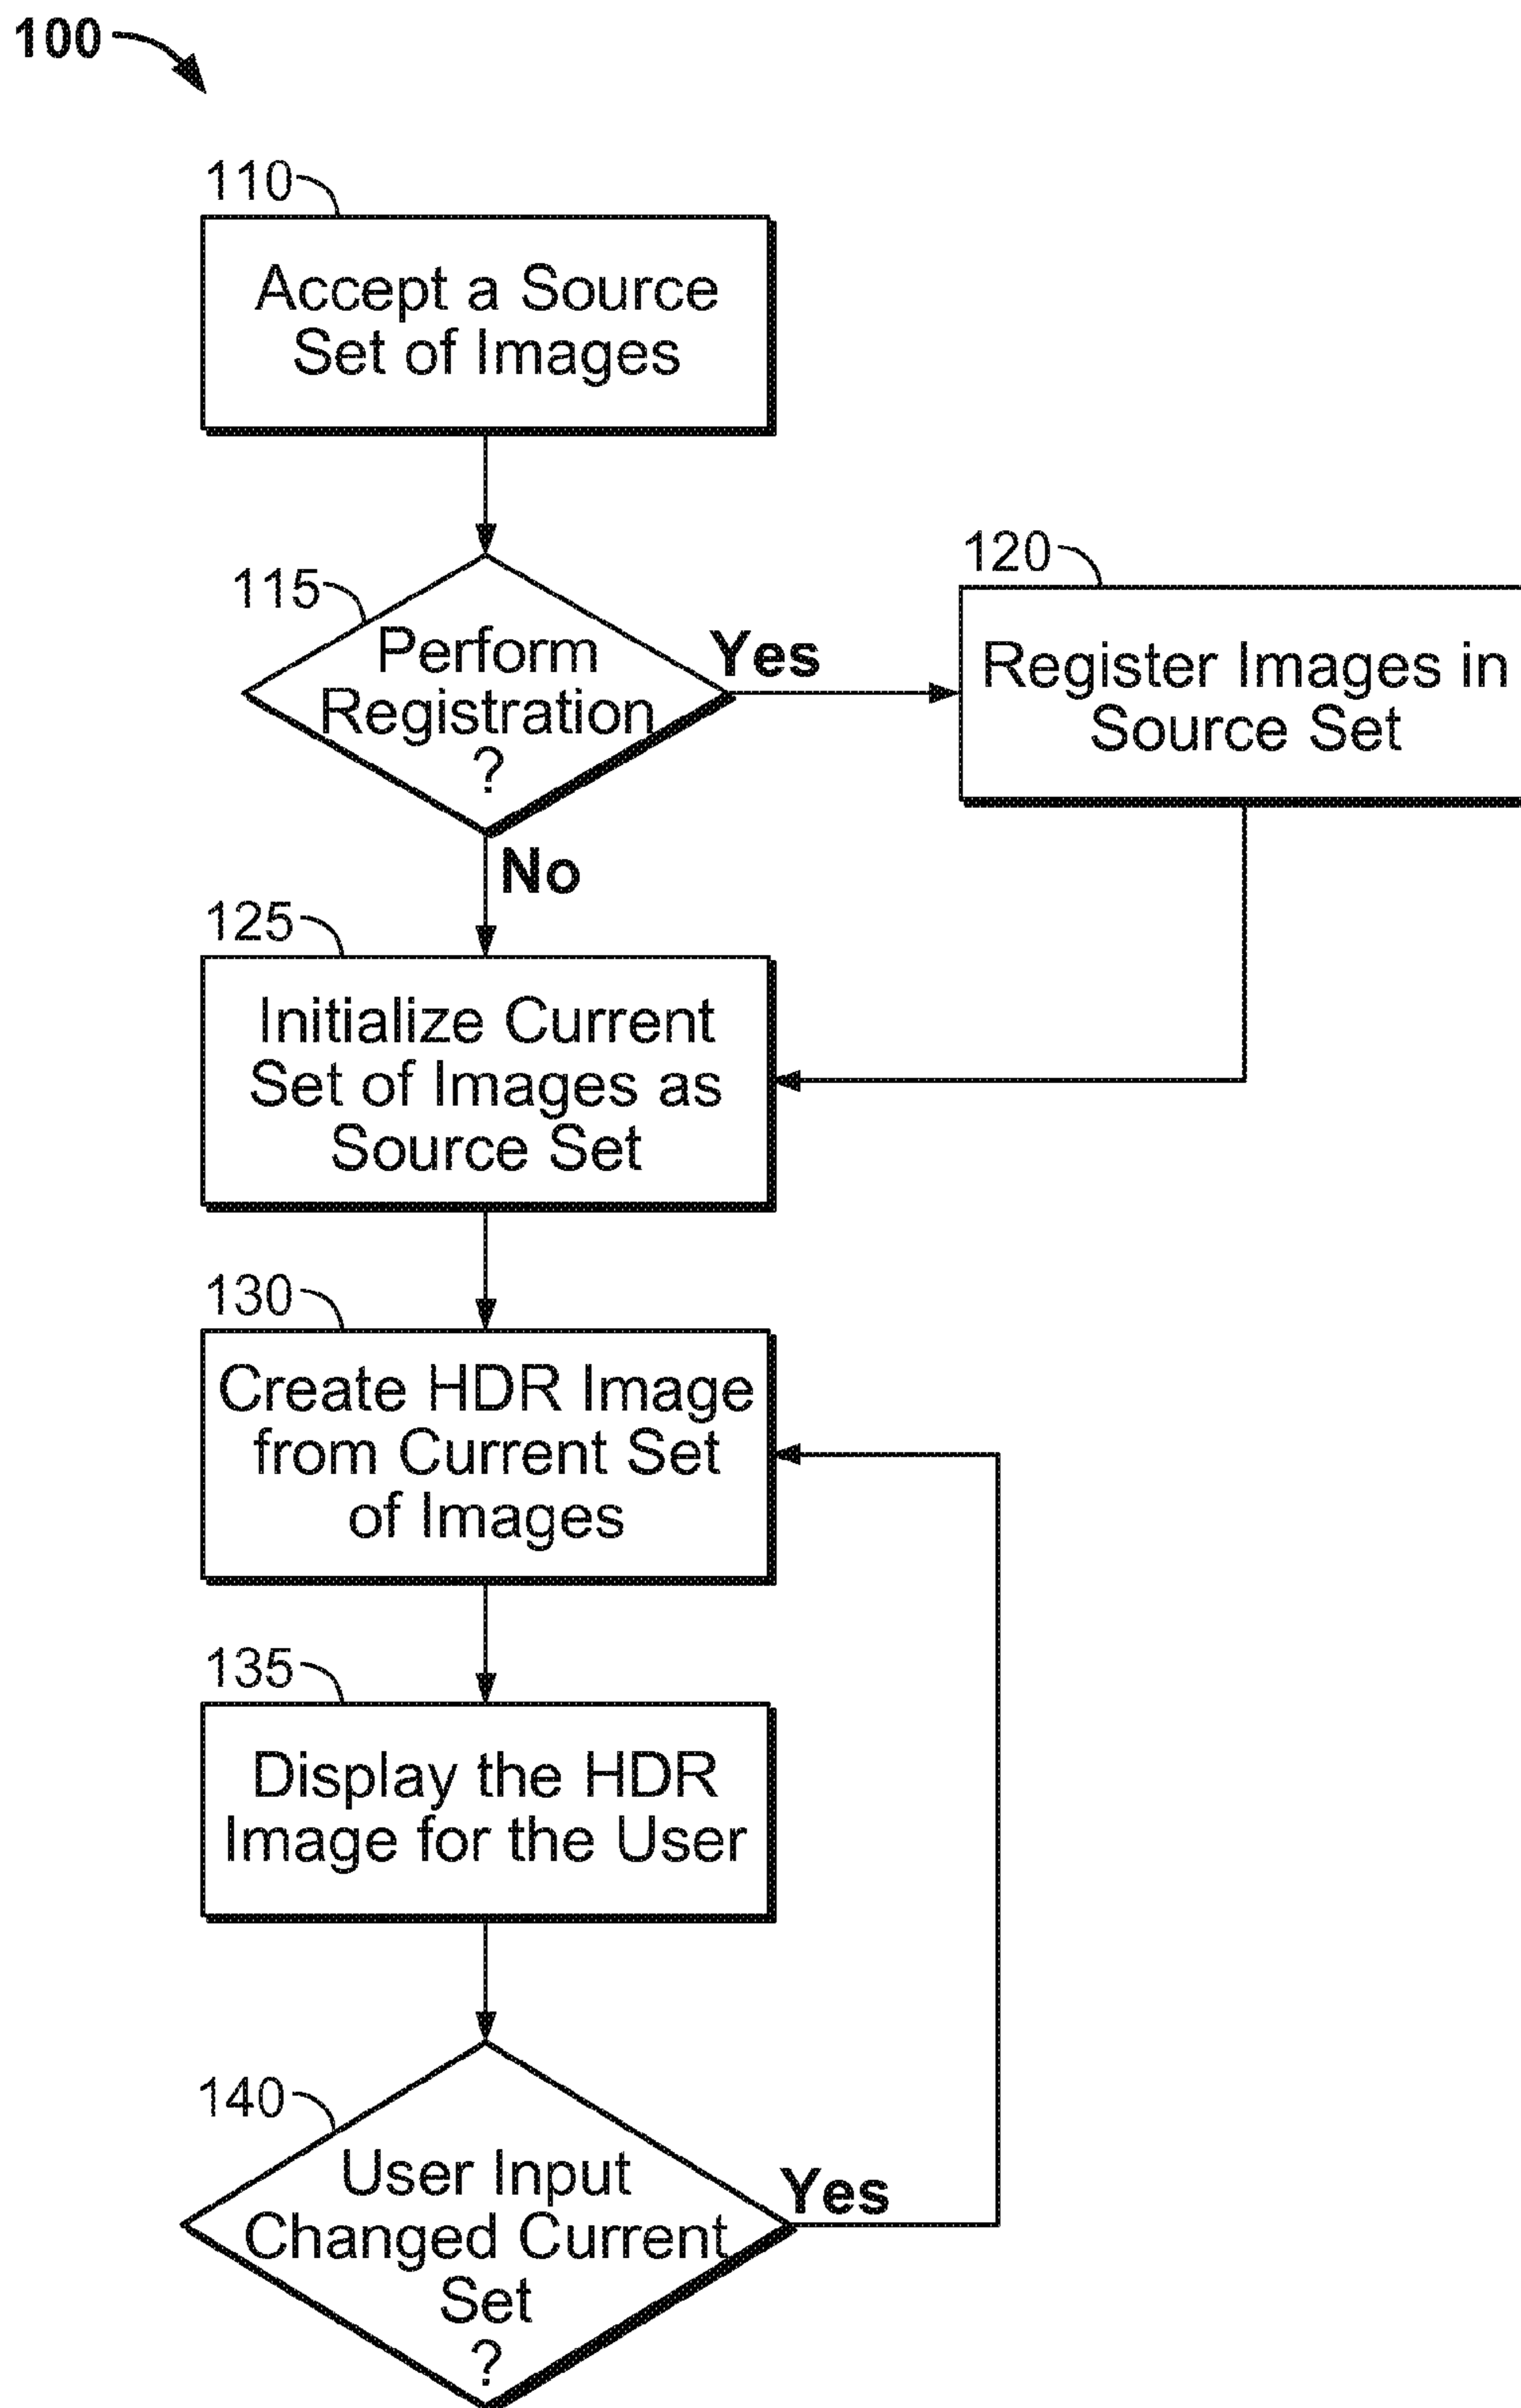 100
110
Accept a Source
Set of Images
115
Perform
Registration
?
Yes
120
Register Images in
Source Set
No
125
Initialize Current
Set of Images as
Source Set
130
Create HDR Image
from Current Set
of Images
135
Display the HDR
Image for the User
140
User Input
Changed Current
Set
?
Yes